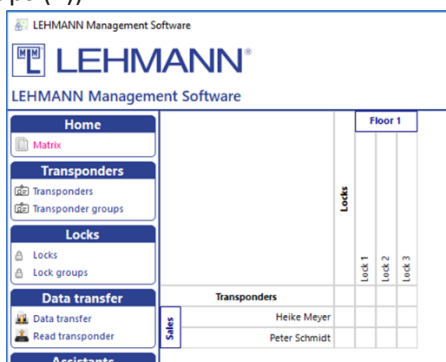 LEHMANN Management Software
LEHMANN®
LEHMANN Management Software
Home
Matrix
Transponders
Transponders
Transponder groups
Locks
Locks
Lock groups
Data transfer
Data transfer
Read transponder
Assistants
Floor 1
Locks
Lock 1
Lock 2
Lock 3
Transponders
Sales
Heike Meyer
Peter Schmidt